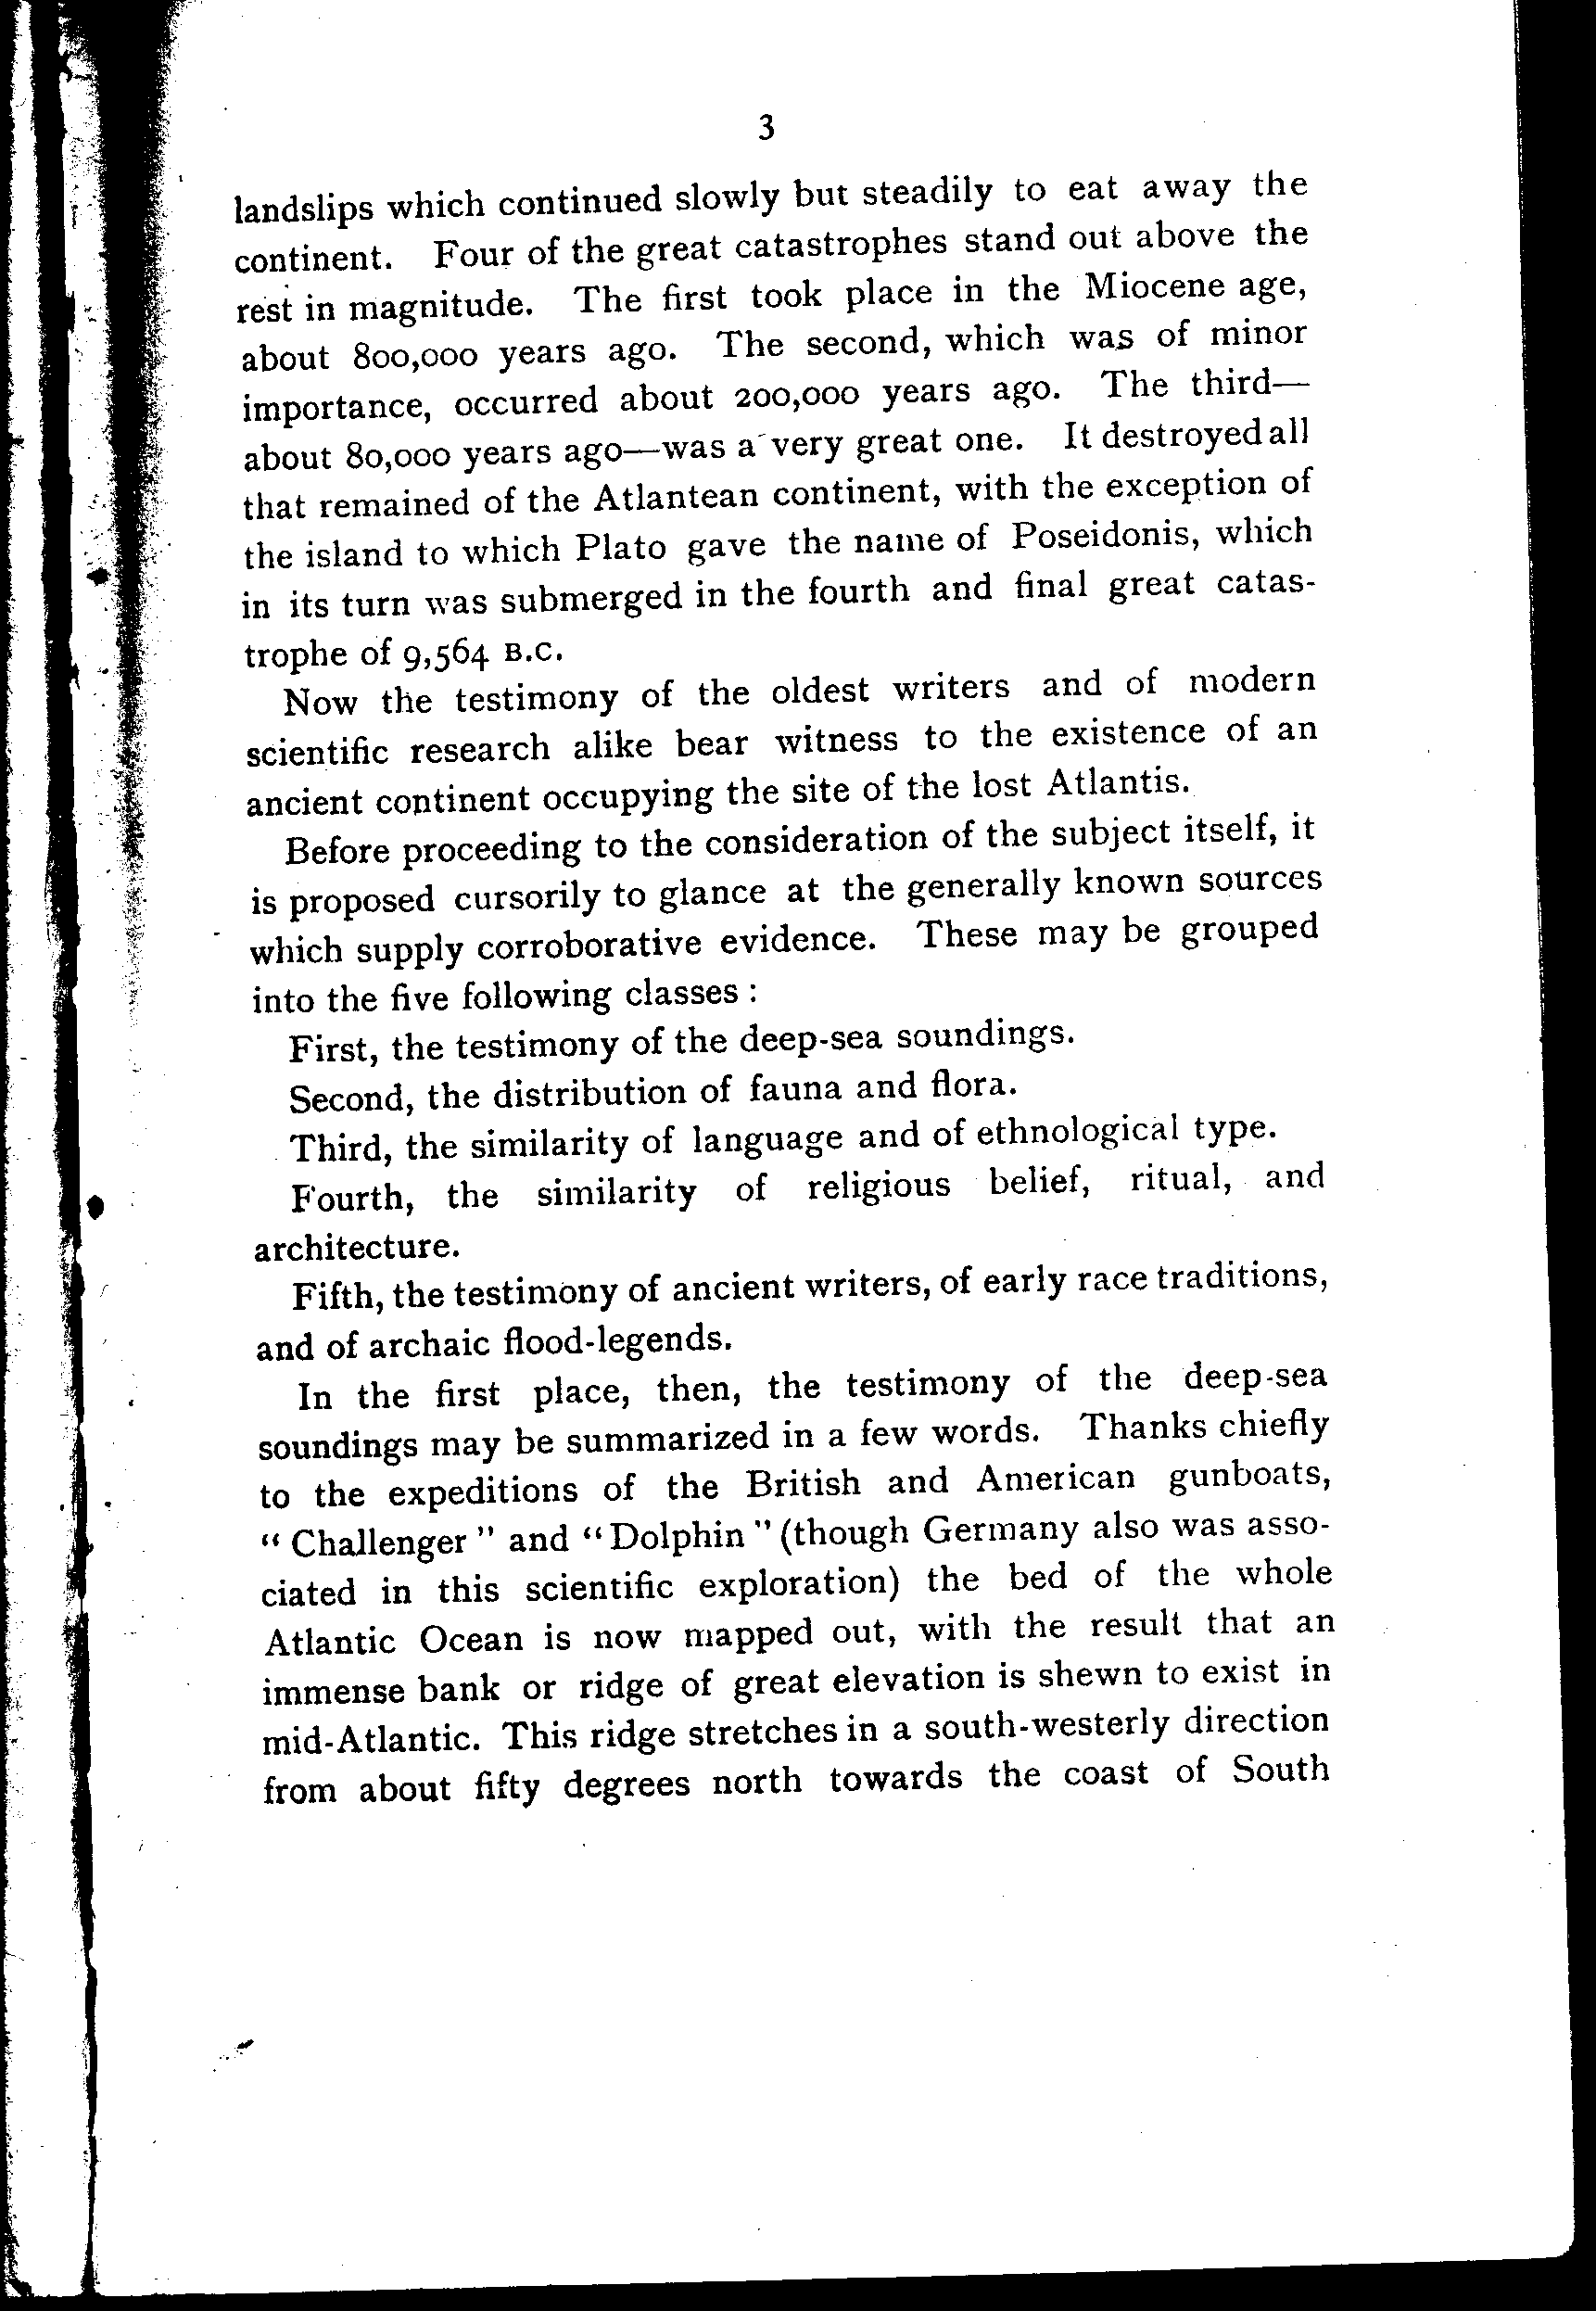 3
landslips which continued slowly but steadily to eat away the
continent. Four of the great catastrophes stand out above the
rest in magnitude. The first took place in the Miocene age,
about 800,000 years ago. The second, which was of minor
importance, occurred about 200,000 years ago. The third—
about 80,000 years ago—was a very great one. It destroyed all
that remained of the Atlantean continent, with the exception of
the island to which Plato gave the name of Poseidonis, which
in its turn was submerged in the fourth and final great catas-
trophe of 9,564 B.C.
Now the testimony of the oldest writers and of modern
scientific research alike bear witness to the existence of an
ancient continent occupying the site of the lost Atlantis.
Before proceeding to the consideration of the subject itself, it
is proposed cursorily to glance at the generally known sources
which supply corroborative evidence. These may be grouped
into the five following classes :
First, the testimony of the deep-sea soundings.
Second, the distribution of fauna and flora.
Third, the similarity of language and of ethnological type.
Fourth, the similarity of religious belief, ritual, and
architecture.
Fifth, the testimony of ancient writers, of early race traditions,
and of archaic flood-legends.
In the first place, then, the testimony of the deep-sea
soundings may be summarized in a few words. Thanks chiefly
to the expeditions of the British and American gunboats,
“ Challenger ” and “ Dolphin ” (though Germany also was asso-
ciated in this scientific exploration) the bed of the whole
Atlantic Ocean is now mapped out, with the result that an
immense bank or ridge of great elevation is shewn to exist in
mid-Atlantic. This ridge stretches in a south-westerly direction
from about fifty degrees north towards the coast of South